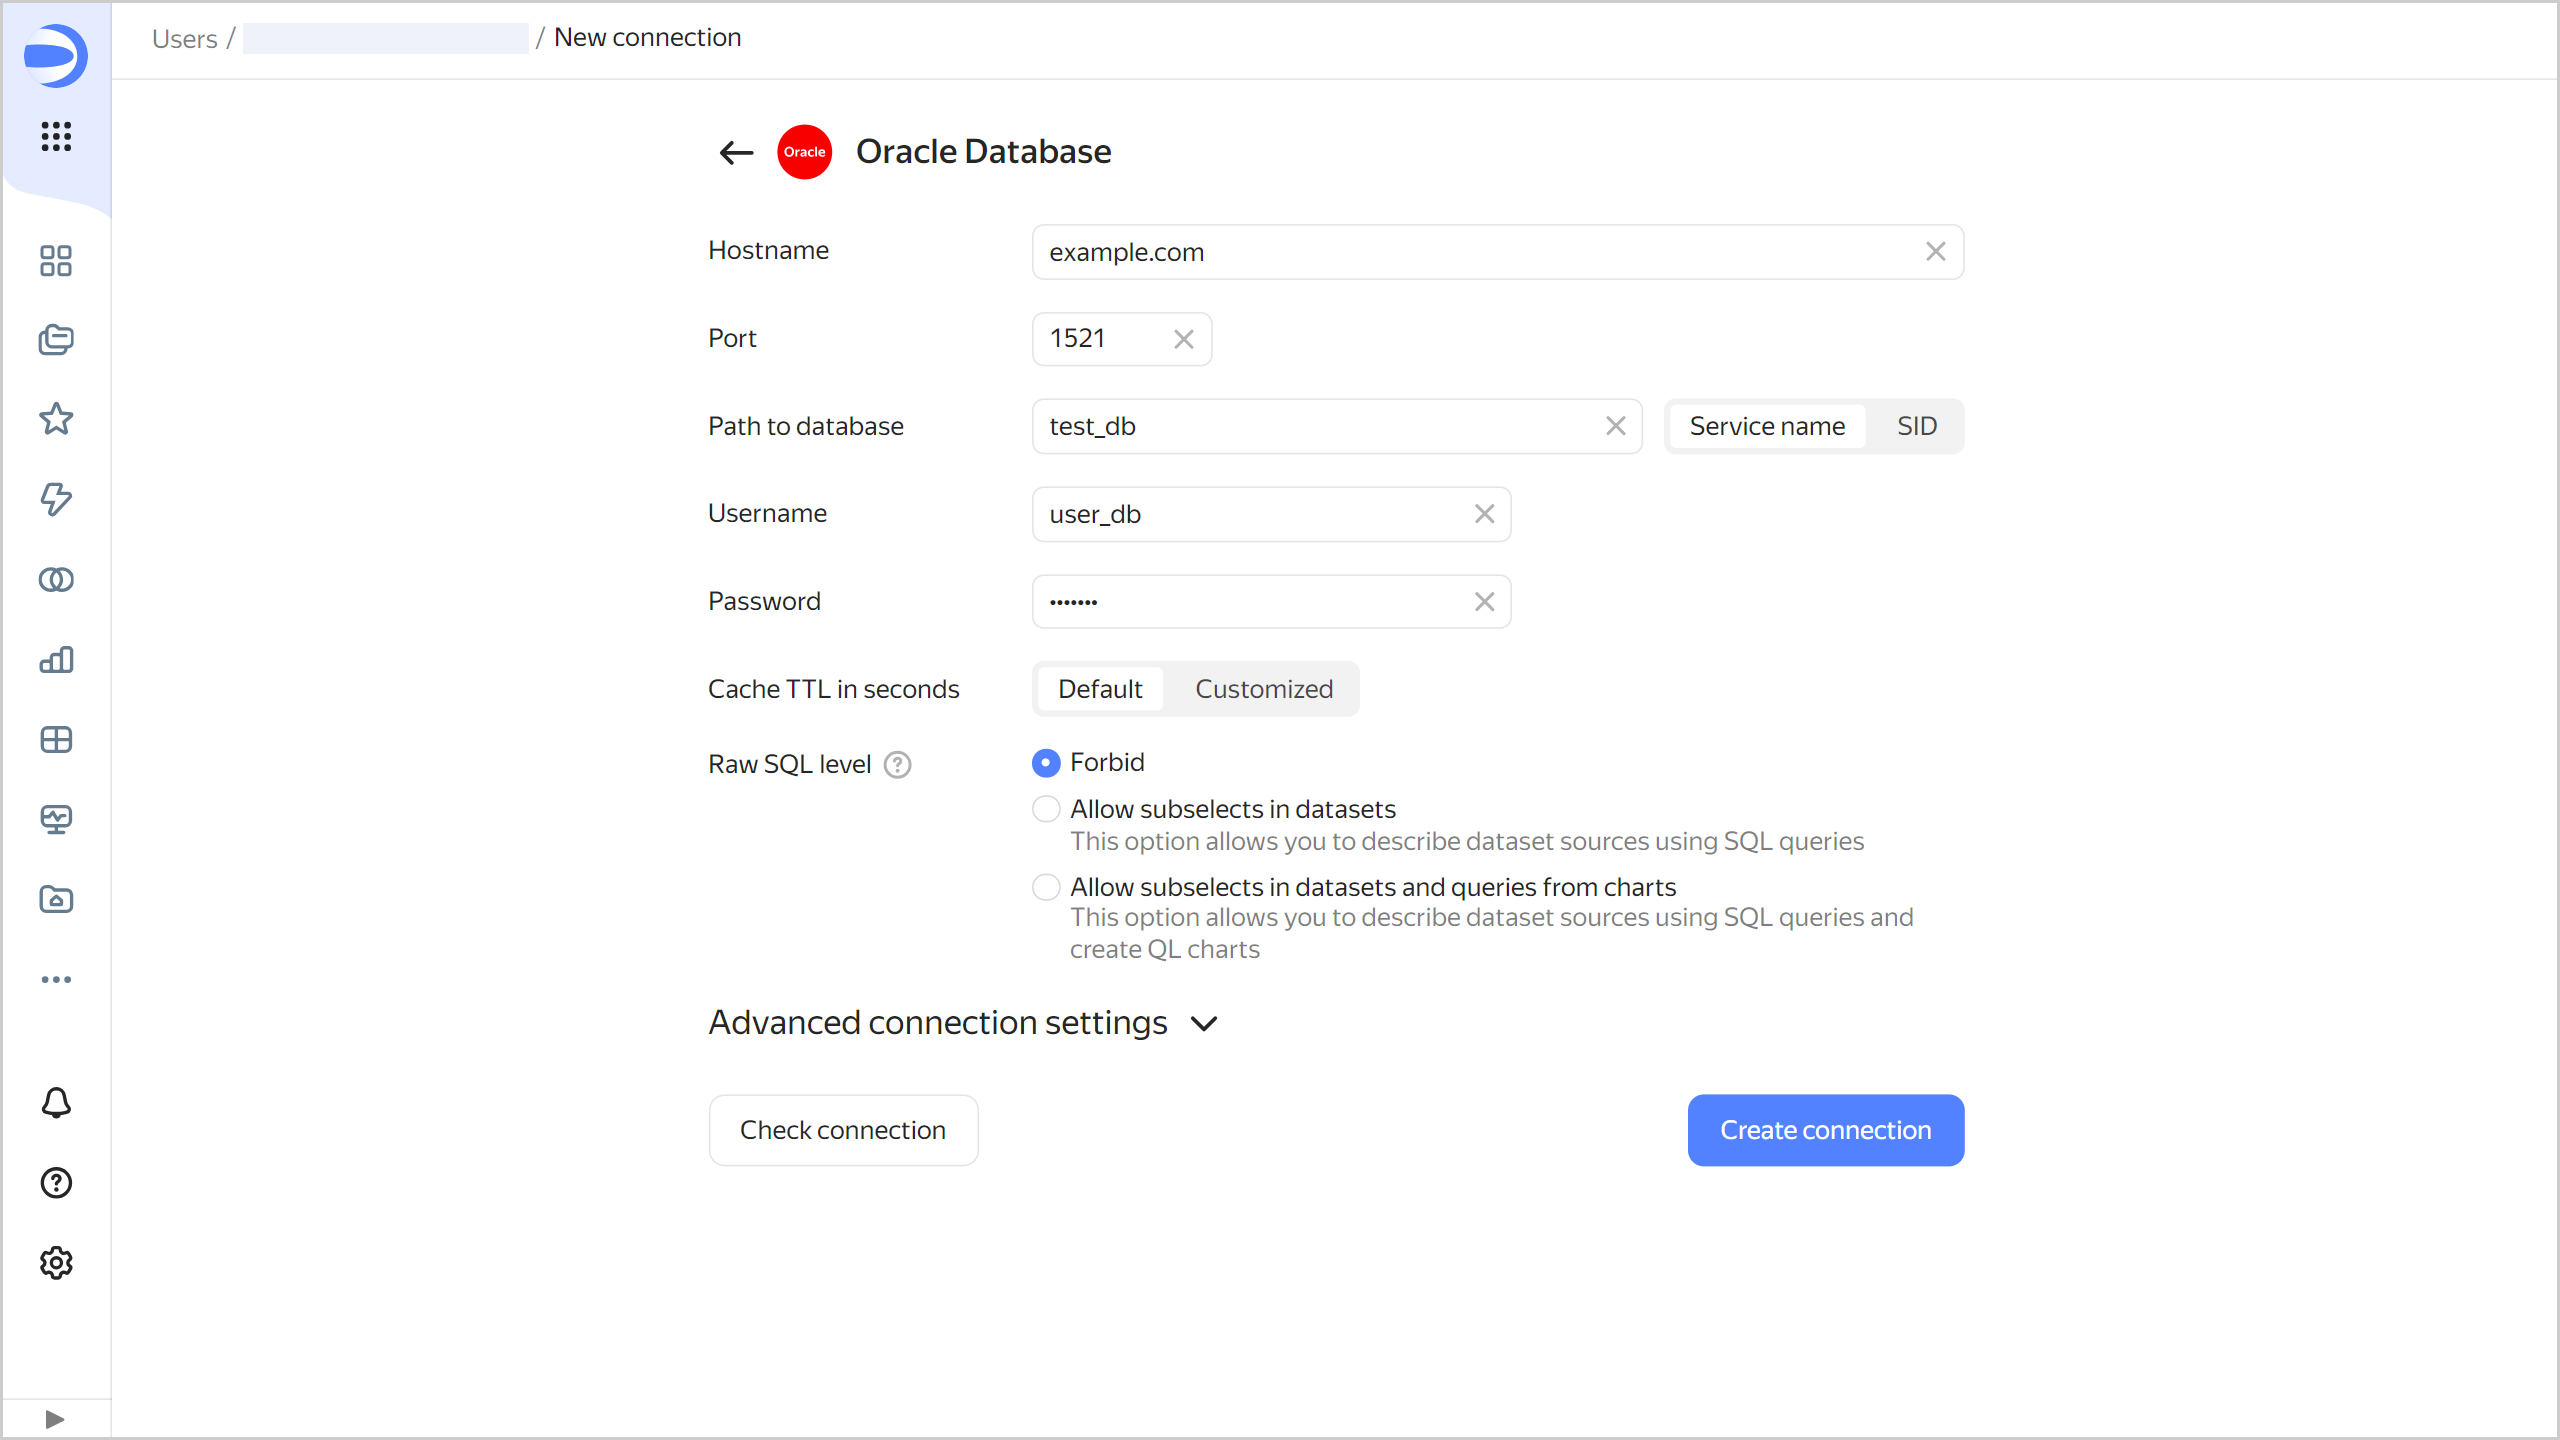 Users / / New connection
Oracle Oracle Database
Hostname example.com
Port 1521
Path to database test_db Service name SID
Username user_db
Password •••••••
Cache TTL in seconds Default Customized
Raw SQL level ? Forbid
Allow subselects in datasets
This option allows you to describe dataset sources using SQL queries
Allow subselects in datasets and queries from charts
This option allows you to describe dataset sources using SQL queries and
create QL charts
Advanced connection settings
Check connection Create connection